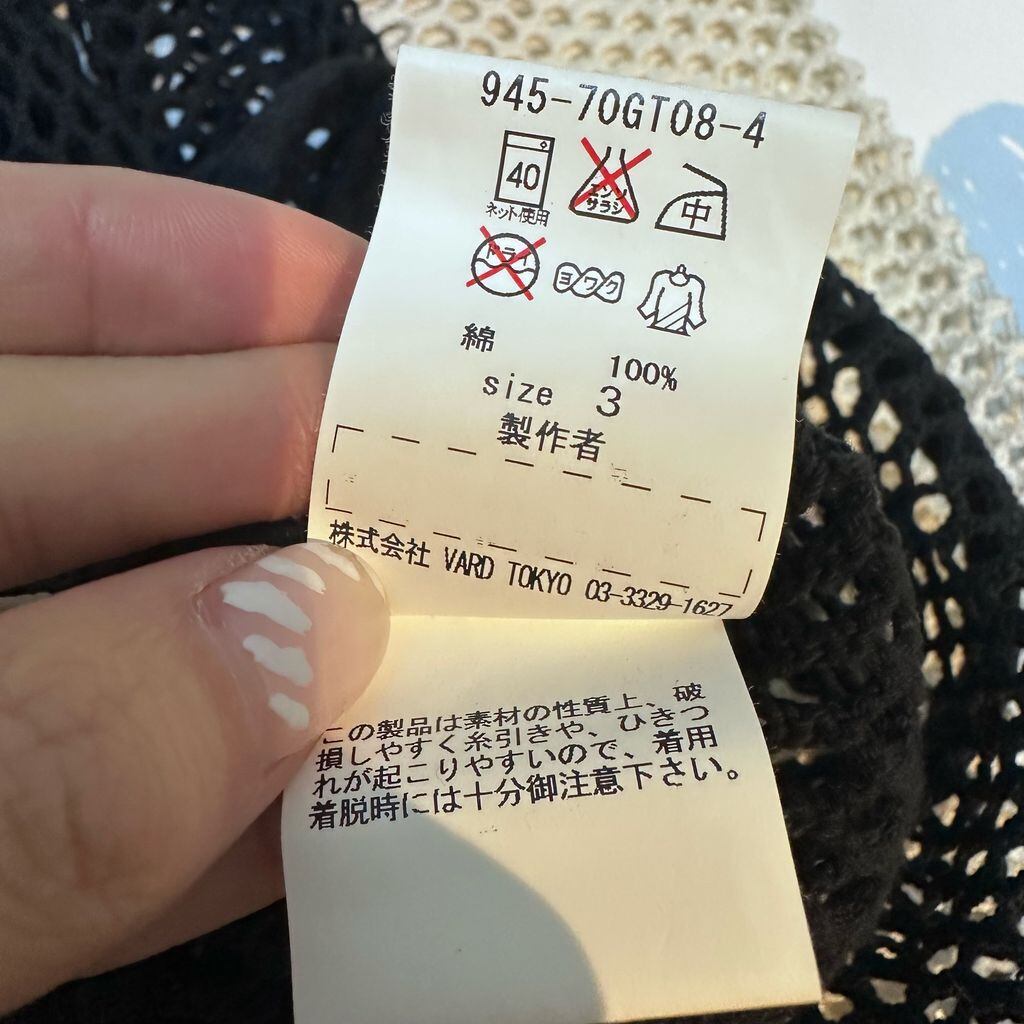 945-70GT08-4
40
ネット使用
エンソ
サラシ
中
ドライ
ヨワク
綿
100%
size 3
製作者
株式会社 VARD TOKYO 03-3329-1627
この製品は素材の性質上、破
損しやすく糸引きや、ひきつ
れが起こりやすいので、着用
着脱時には十分御注意下さい。